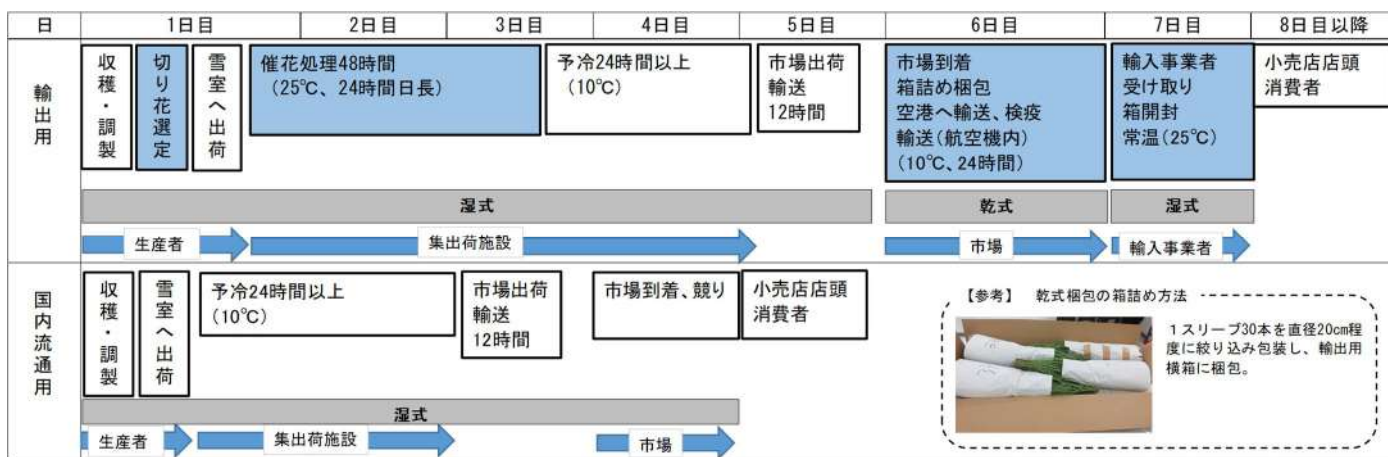 日
1日目
2日目
3日目
4日目
5日目
6日目
7日目
8日目以降
輸出用
収穫・調製
切り花選定
雪室へ出荷
催花処理48時間
(25℃、24時間日長)
予冷24時間以上
(10℃)
市場出荷
輸送
12時間
市場到着
箱詰め梱包
空港へ輸送、検疫
輸送(航空機内)
(10℃、24時間)
輸入事業者
受け取り
箱開封
常温(25℃)
小売店店頭
消費者
湿式
乾式
湿式
生産者
集出荷施設
市場
輸入事業者
国内流通用
収穫・調製
雪室へ出荷
予冷24時間以上
(10℃)
市場出荷
輸送
12時間
市場到着、競り
小売店店頭
消費者
湿式
生産者
集出荷施設
市場
【参考】 乾式梱包の箱詰め方法
1スリーブ30本を直径20cm程
度に絞り込み包装し、輸出用
横箱に梱包。